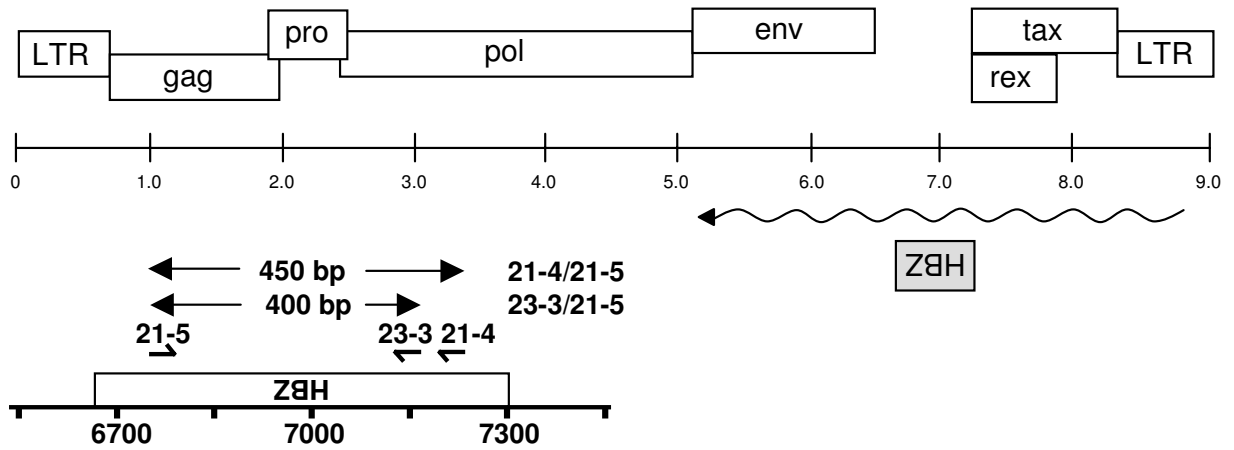 LTR gag pro pol env tax rex LTR
0 1.0 2.0 3.0 4.0 5.0 6.0 7.0 8.0 9.0
HBZ
450 bp 21-4/21-5
400 bp 23-3/21-5
21-5 23-3 21-4
HBZ
6700 7000 7300